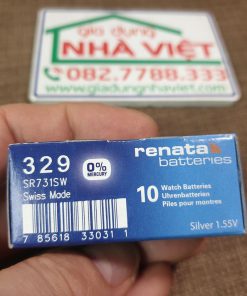 gia dụng
NHÀ VIỆT
082.7788.333
www.giadungnhaviet.com
329
0%
MERCURY
SR731SW
Swiss Made
7 85618 33031 1
renata
batteries
10 Watch Batteries
Uhrenbatterien
Piles pour montres
Silver 1.55V